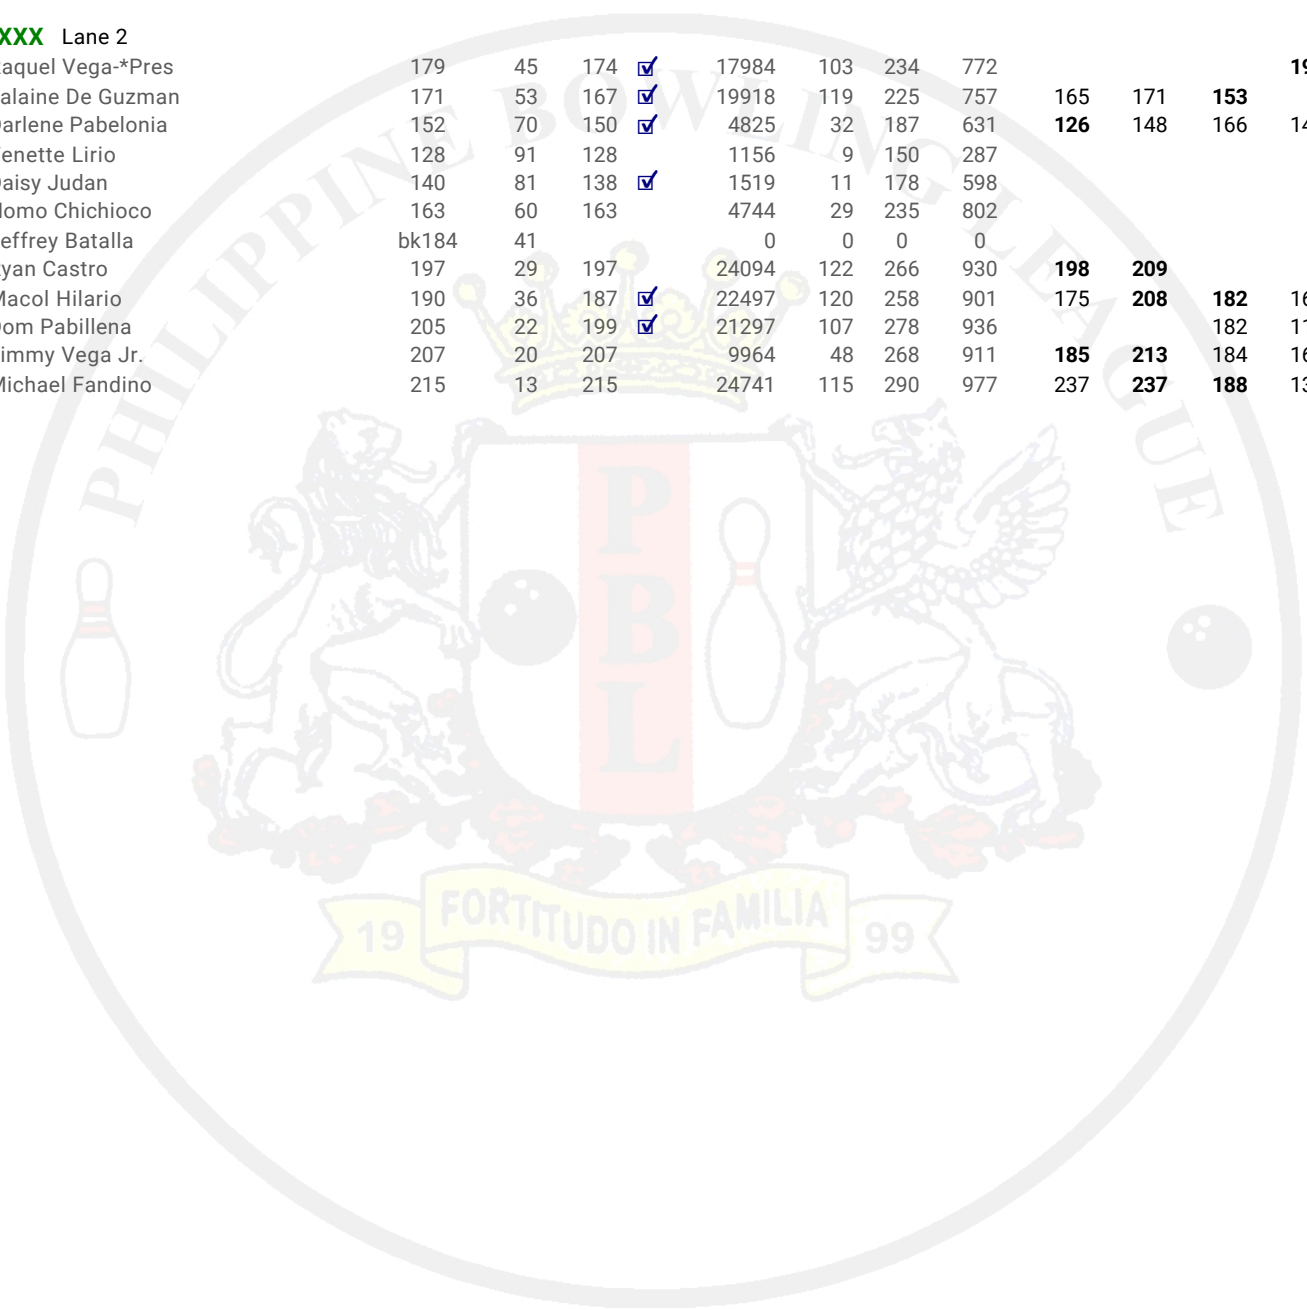 XXX Lane 2
aquel Vega-*Pres 179 45 174 17984 103 234 772 19
alaine De Guzman 171 53 167 19918 119 225 757 165 171 153
arlene Pabelonia 152 70 150 4825 32 187 631 126 148 166 14
enette Lirio 128 91 128 1156 9 150 287
aisy Judan 140 81 138 1519 11 178 598
omo Chichioco 163 60 163 4744 29 235 802
effrey Batalla bk184 41 0 0 0 0
yan Castro 197 29 197 24094 122 266 930 198 209
Macol Hilario 190 36 187 22497 120 258 901 175 208 182 16
om Pabillena 205 22 199 21297 107 278 936 182 11
immy Vega Jr. 207 20 207 9964 48 268 911 185 213 184 16
Michael Fandino 215 13 215 24741 115 290 977 237 237 188 13
PHILIPPINE BOWLING LEAGUE
P
B
L
19 FORTITUDO IN FAMILIA 99